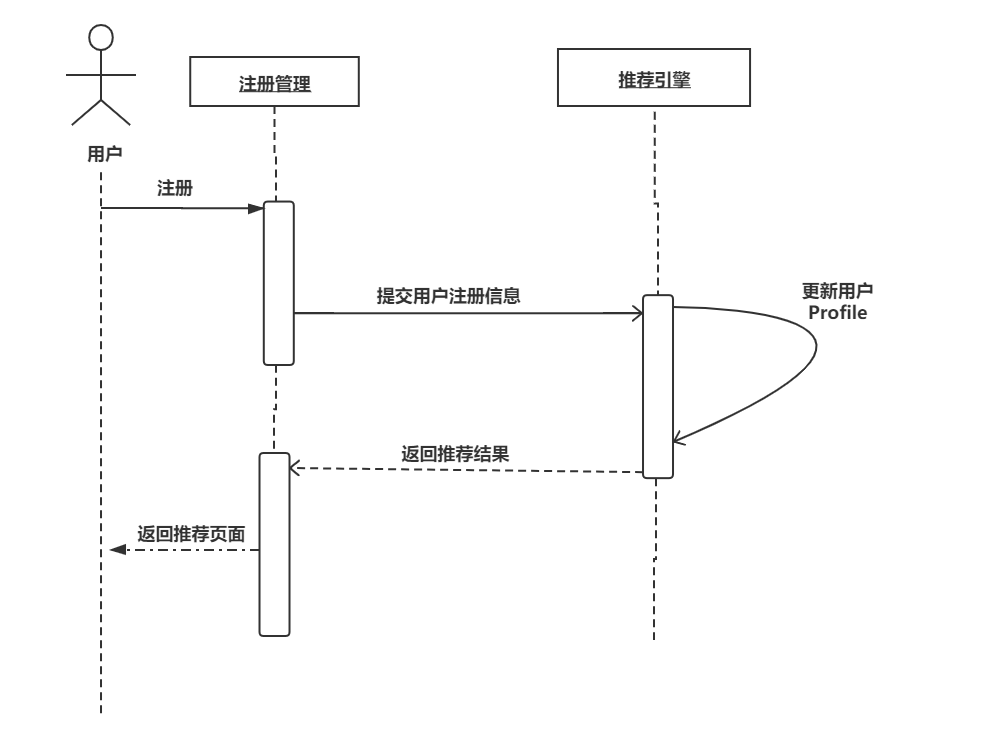 注册管理
推荐引擎
用户
注册
提交用户注册信息
更新用户
Profile
返回推荐结果
返回推荐页面